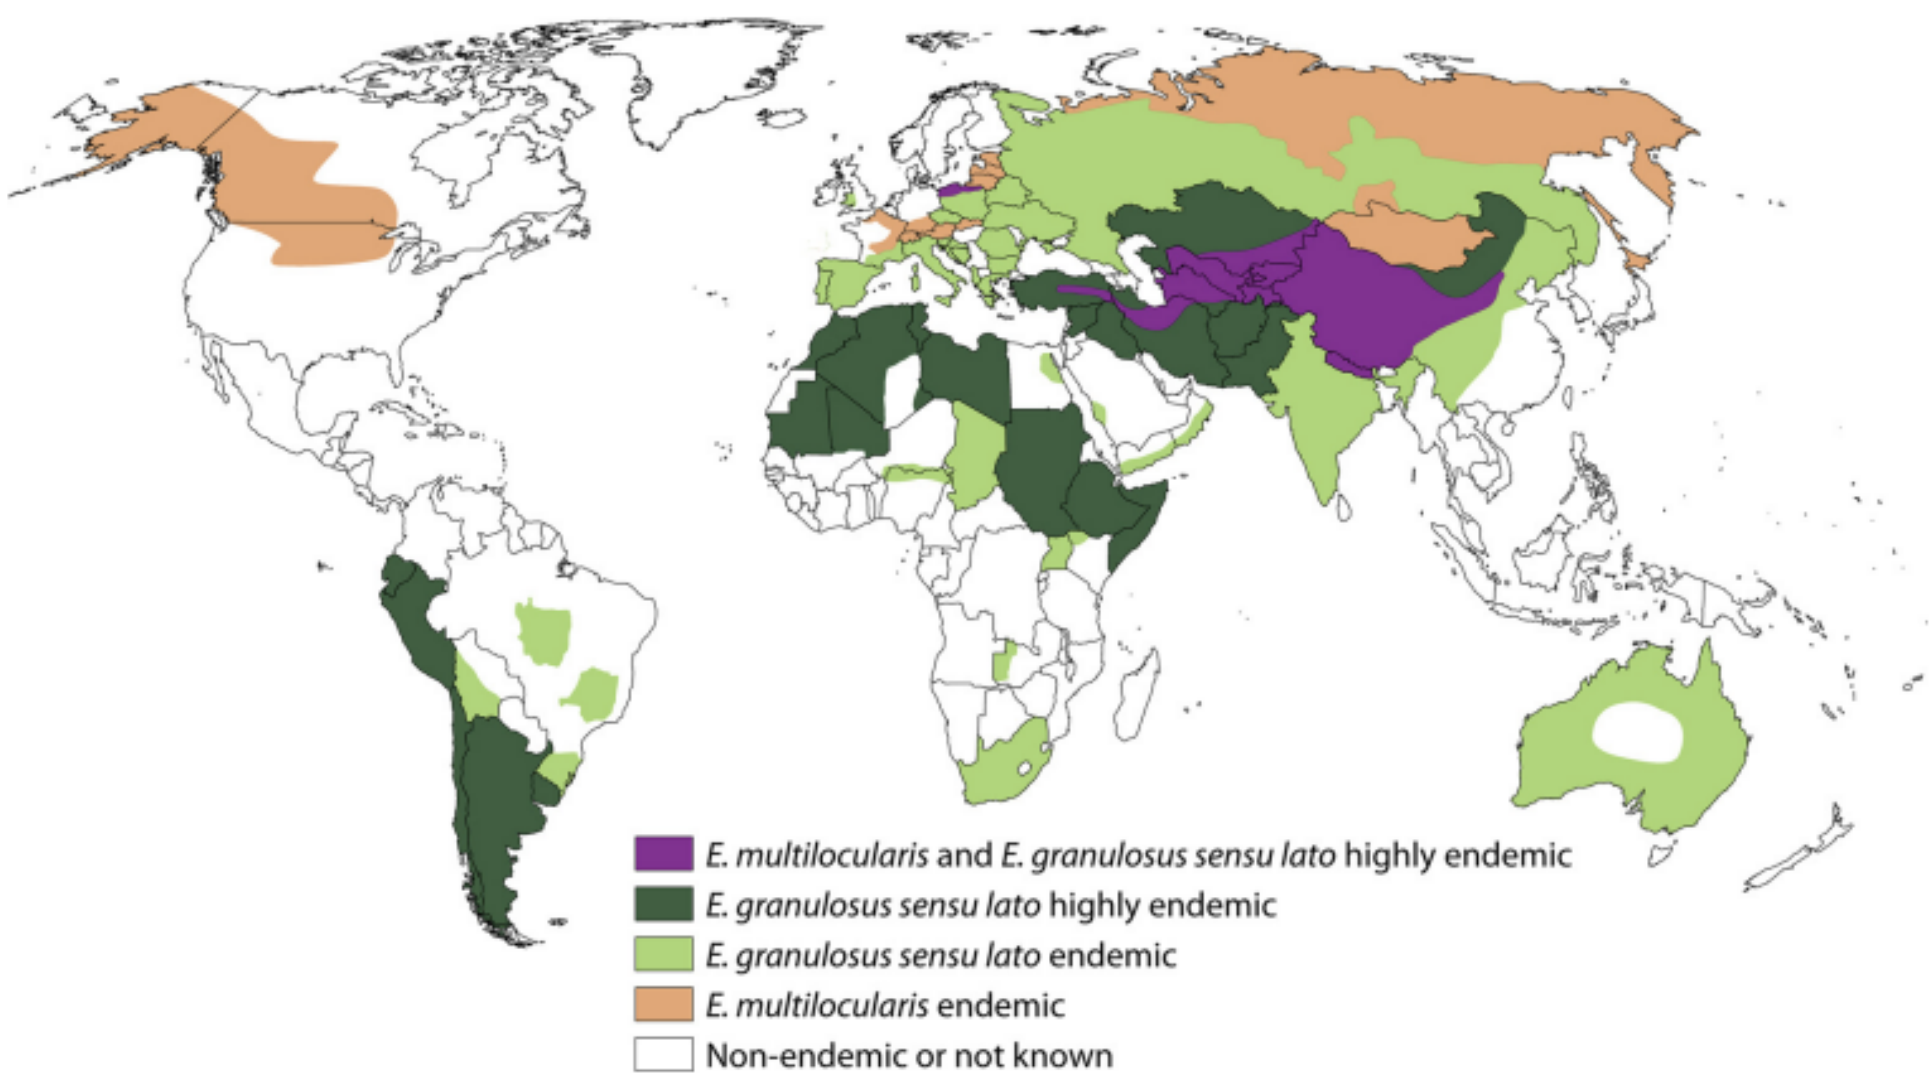 E. multilocularis and E. granulosus sensu lato highly endemic
E. granulosus sensu lato highly endemic
E. granulosus sensu lato endemic
E. multilocularis endemic
Non-endemic or not known